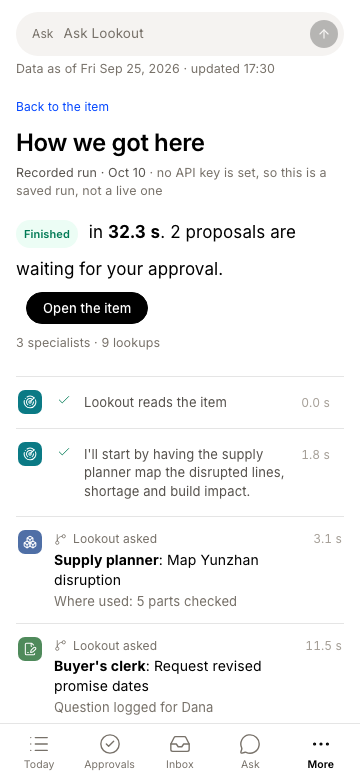 Ask Ask Lookout
Data as of Fri Sep 25, 2026 · updated 17:30
Back to the item
How we got here
Recorded run · Oct 10 · no API key is set, so this is a
saved run, not a live one
Finished in 32.3 s. 2 proposals are
waiting for your approval.
Open the item
3 specialists · 9 lookups
Lookout reads the item 0.0 s
I'll start by having the supply 1.8 s
planner map the disrupted lines,
shortage and build impact.
Lookout asked 3.1 s
Supply planner: Map Yunzhan
disruption
Where used: 5 parts checked
Lookout asked 11.5 s
Buyer's clerk: Request revised
promise dates
Question logged for Dana
Today Approvals Inbox Ask More